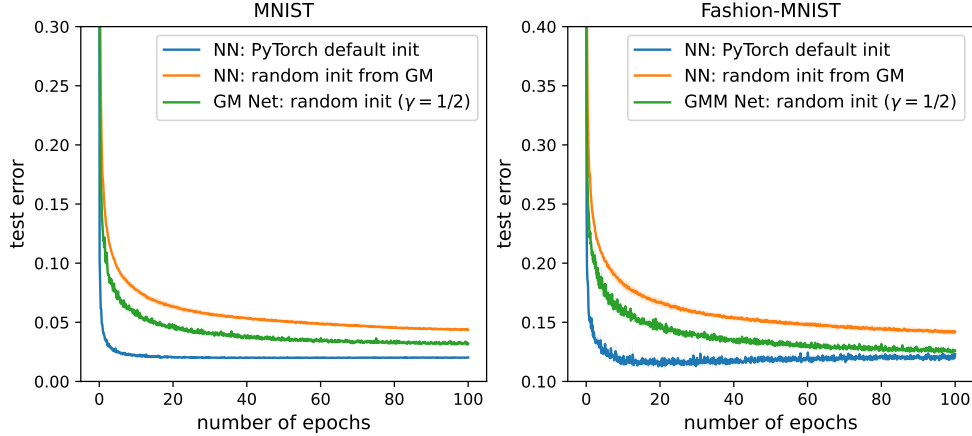 MNIST
0.30
0.25
0.20
0.15
0.10
0.05
0.00
test error
NN: PyTorch default init
NN: random init from GM
GM Net: random init (γ = 1/2)
0 20 40 60 80 100
number of epochs
Fashion-MNIST
0.40
0.35
0.30
0.25
0.20
0.15
0.10
test error
NN: PyTorch default init
NN: random init from GM
GMM Net: random init (γ = 1/2)
0 20 40 60 80 100
number of epochs